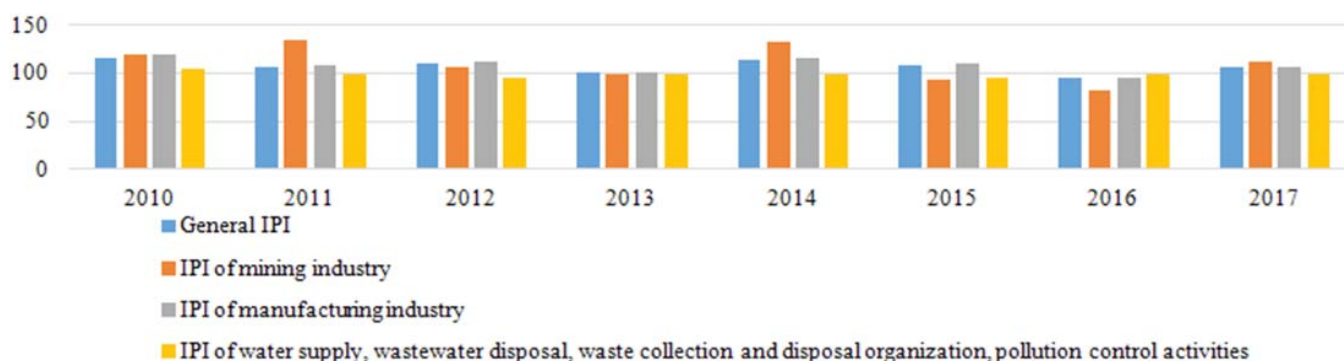 150
100
50
0
2010 2011 2012 2013 2014 2015 2016 2017
General IPI
IPI of mining industry
IPI of manufacturing industry
IPI of water supply, wastewater disposal, waste collection and disposal organization, pollution control activities